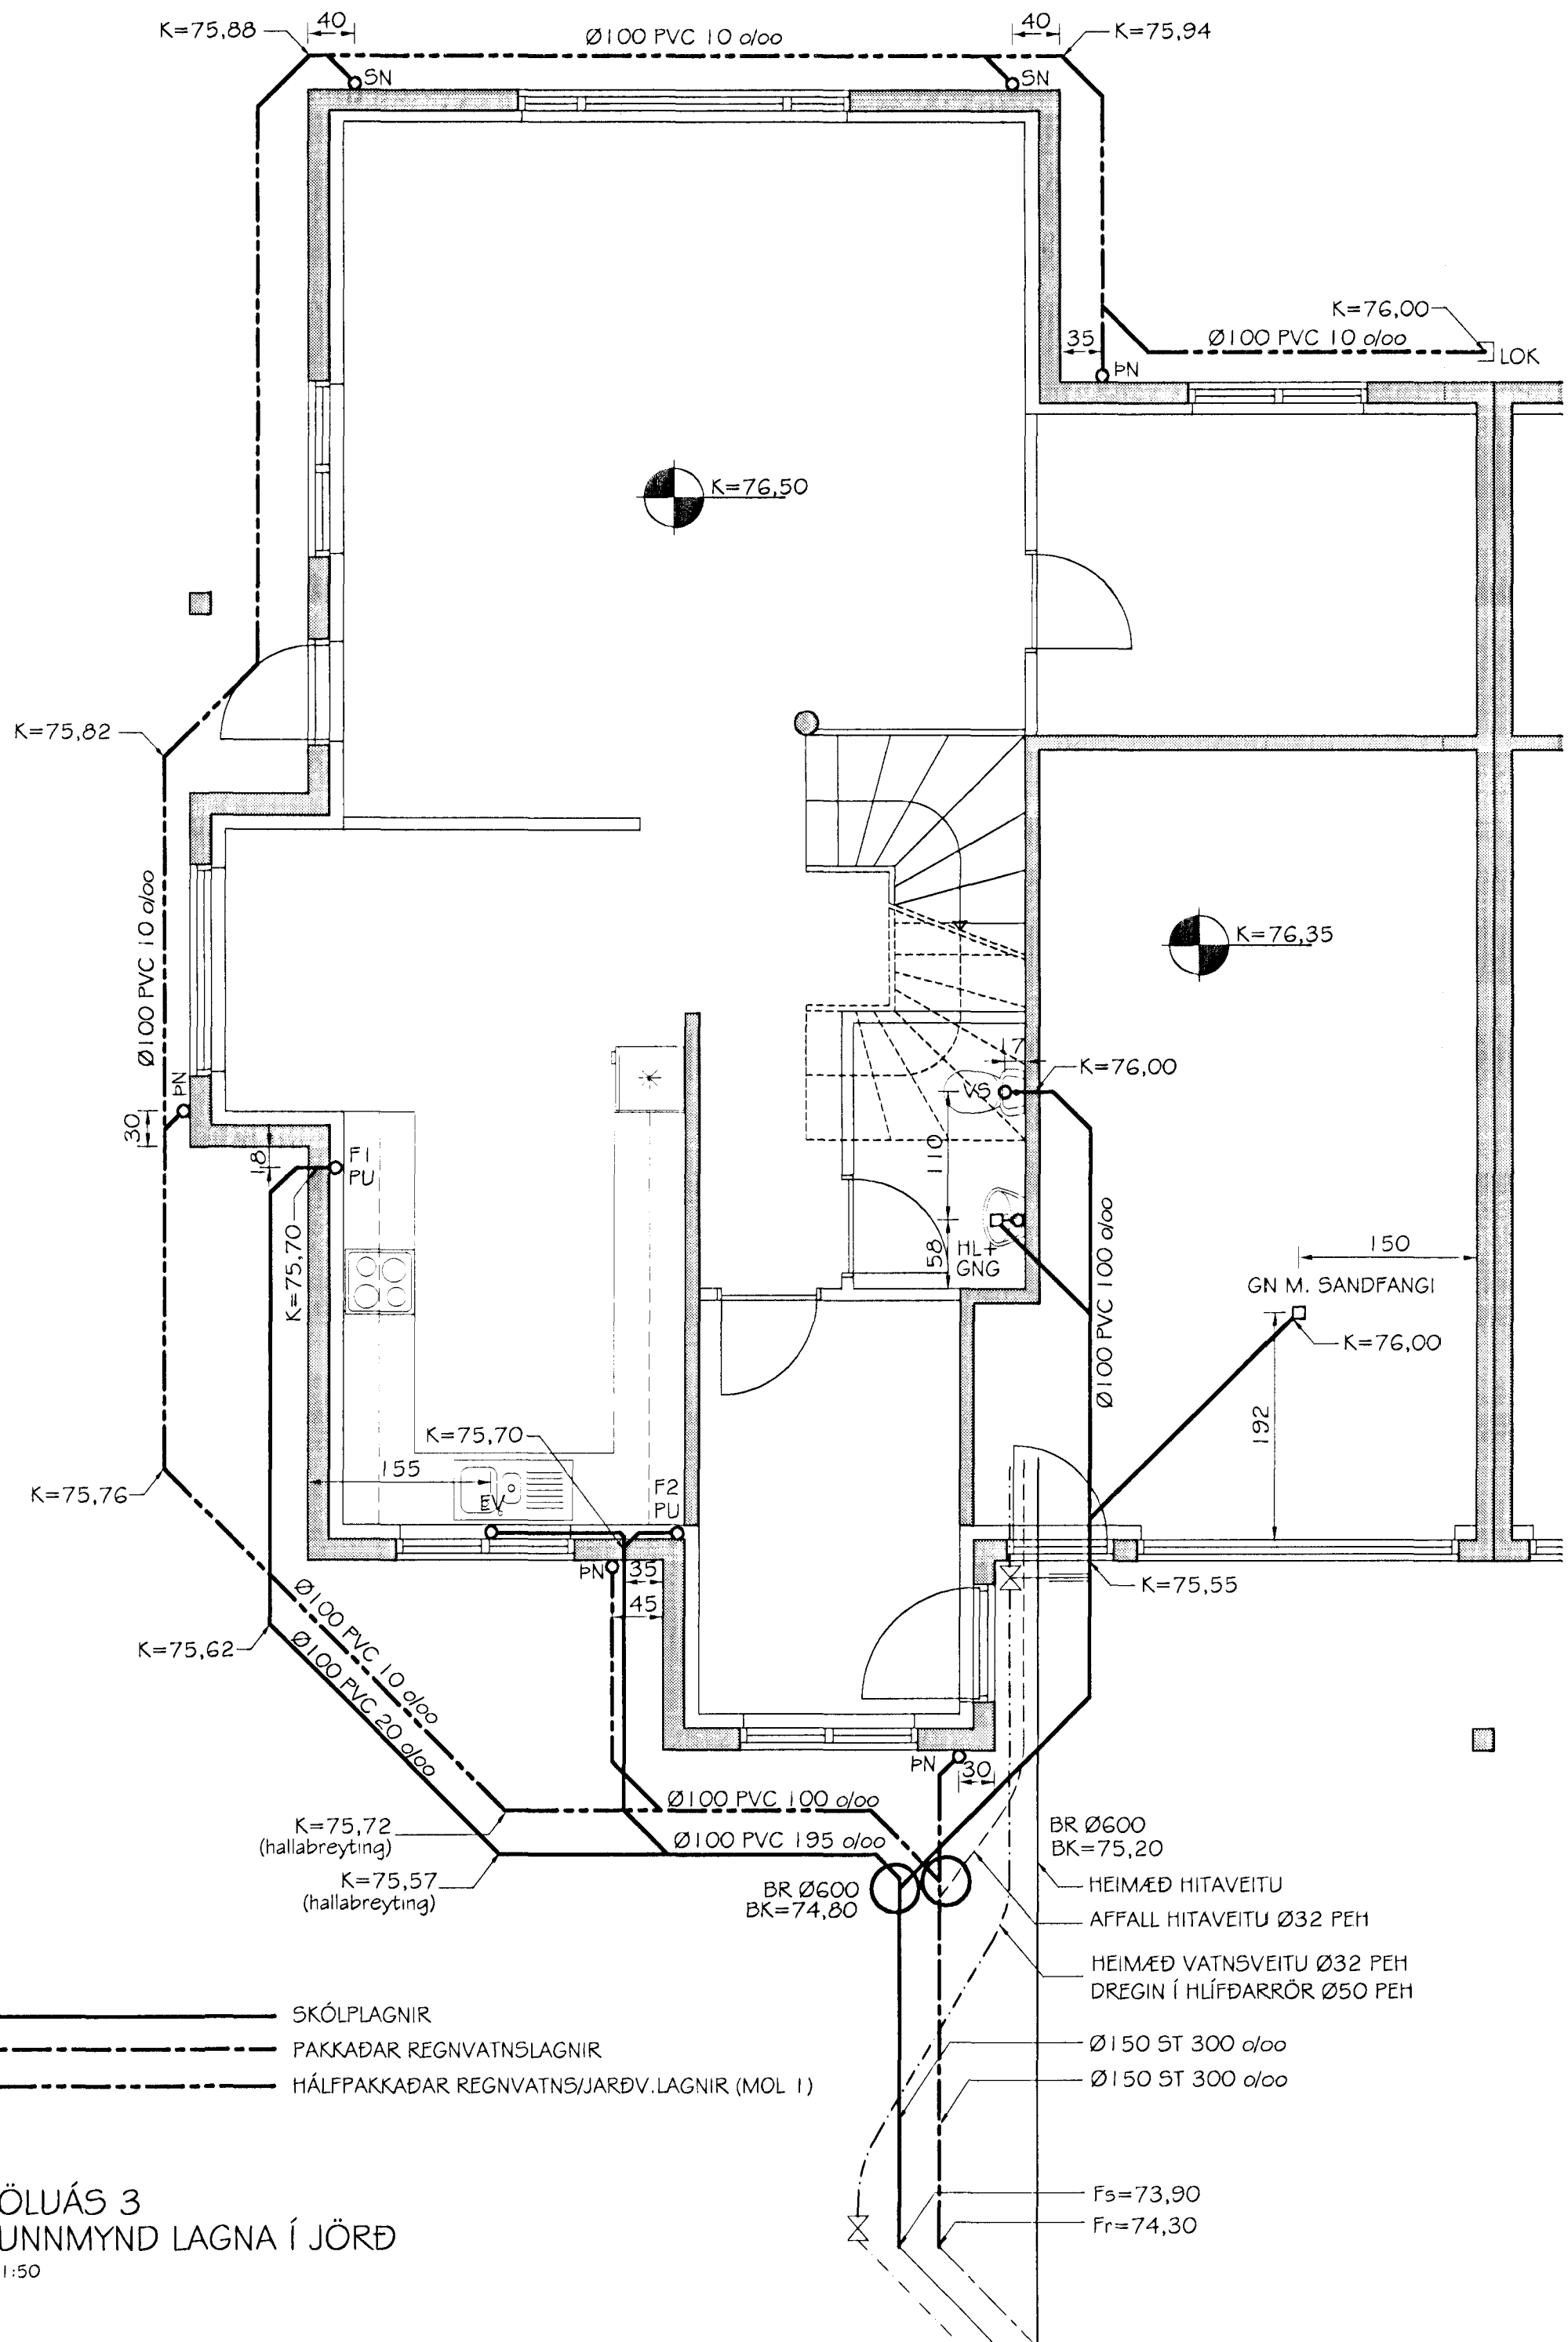 40
K=75,88
Ø100 PVC 10 o/oo
40
K=75,94
SN
SN
K=76,00
Ø100 PVC 10 o/oo
LOK
35
ÞN
K=76,50
K=75,82
Ø100 PVC 10 o/oo
K=76,35
17
K=76,00
VS
ÞN
30
18
F1
PU
110
K=75,70
58
HL+
GNG
Ø100 PVC 100 o/oo
150
GN M. SANDFANGI
K=76,00
192
K=75,70
155
EV
F2
PU
K=75,76
ÞN
35
45
K=75,55
Ø100 PVC 10 o/oo
K=75,62
Ø100 PVC 20 o/oo
ÞN
30
Ø100 PVC 100 o/oo
K=75,72
(hallabreyting)
Ø100 PVC 195 o/oo
BR Ø600
BK=75,20
K=75,57
(hallabreyting)
BR Ø600
BK=74,80
HEIMÆÐ HITAVEITU
AFFALL HITAVEITU Ø32 PEH
HEIMÆÐ VATNSVEITU Ø32 PEH
DREGIN Í HLÍFÐARRÖR Ø50 PEH
SKÓLPLAGNIR
PAKKAÐAR REGNVATNSLAGNIR
HÁLFPAKKAÐAR REGNVATNS/JARÐV.LAGNIR (MOL 1)
Ø150 ST 300 o/oo
Ø150 ST 300 o/oo
Fs=73,90
Fr=74,30
ÖLUÁS 3
UNNMYND LAGNA Í JÖRÐ
1:50